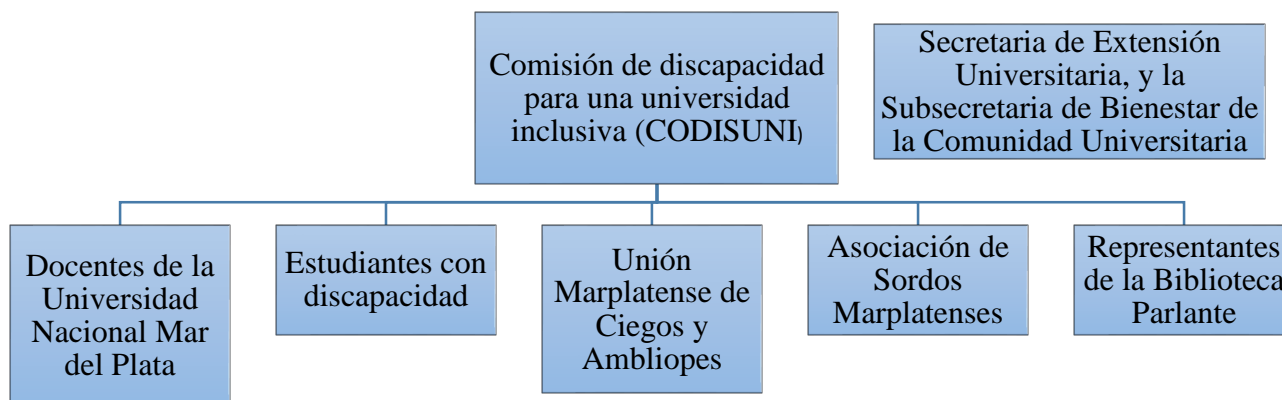 Comisión de discapacidad
para una universidad
inclusiva (CODISUNI)
Secretaria de Extensión
Universitaria, y la
Subsecretaria de Bienestar de
la Comunidad Universitaria
Docentes de la
Universidad
Nacional Mar
del Plata
Estudiantes con
discapacidad
Unión
Marplatense de
Ciegos y
Ambliopes
Asociación de
Sordos
Marplatenses
Representantes
de la Biblioteca
Parlante